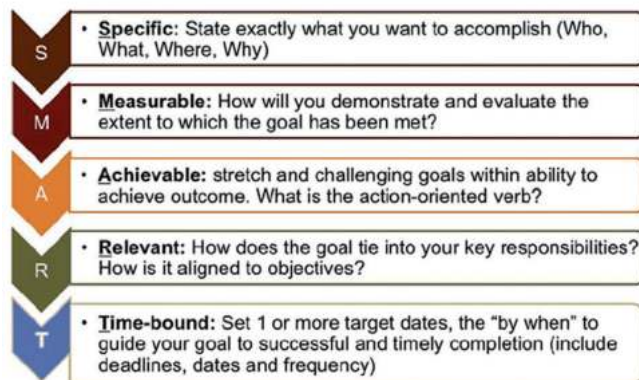 S
• Specific: State exactly what you want to accomplish (Who,
What, Where, Why)
M
• Measurable: How will you demonstrate and evaluate the
extent to which the goal has been met?
A
• Achievable: stretch and challenging goals within ability to
achieve outcome. What is the action-oriented verb?
R
• Relevant: How does the goal tie into your key responsibilities?
How is it aligned to objectives?
T
• Time-bound: Set 1 or more target dates, the “by when” to
guide your goal to successful and timely completion (include
deadlines, dates and frequency)